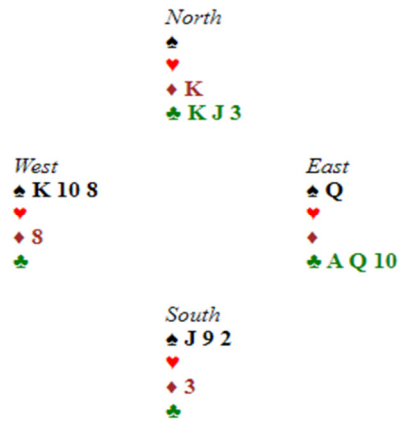 North
♠
♥
♦ K
♣ K J 3
West
♠ K 10 8
♥
♦ 8
♣
East
♠ Q
♥
♦
♣ A Q 10
South
♠ J 9 2
♥
♦ 3
♣